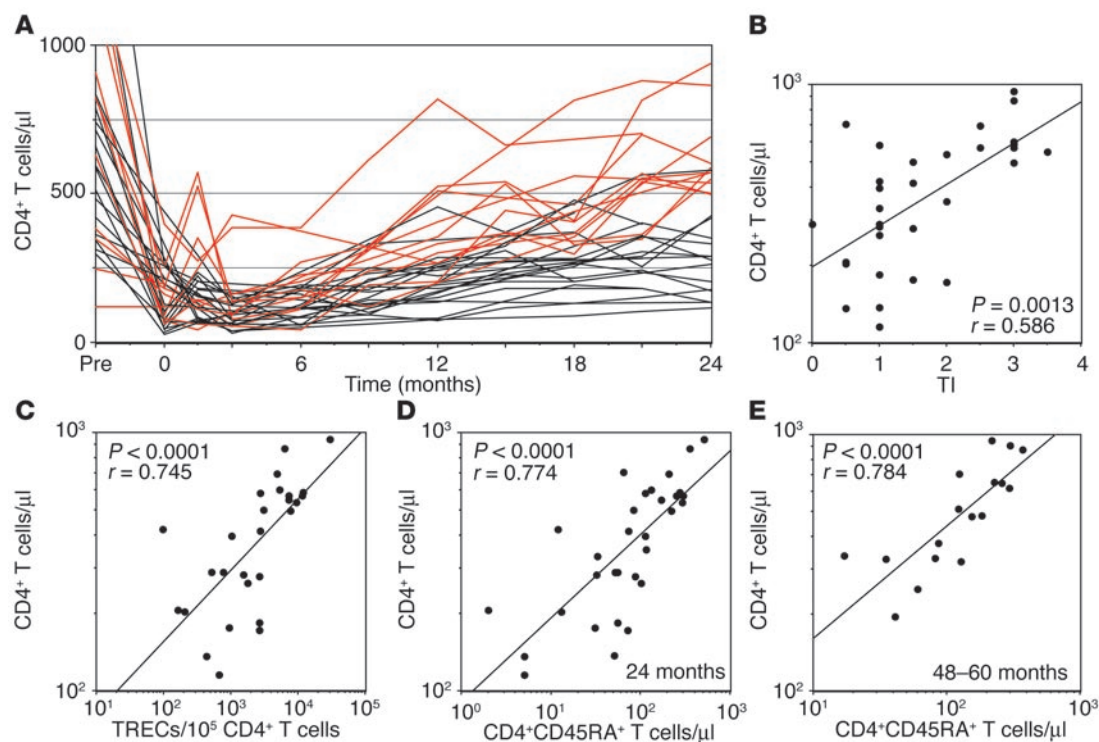 A
1000
500
0
CD4⁺ T cells/µl
Pre
0
6
12
18
24
Time (months)
B
10³
10²
CD4⁺ T cells/µl
P = 0.0013
r = 0.586
0
1
2
3
4
TI
C
10³
10²
CD4⁺ T cells/µl
P < 0.0001
r = 0.745
10¹
10²
10³
10⁴
10⁵
TRECs/10⁵ CD4⁺ T cells
D
10³
10²
CD4⁺ T cells/µl
P < 0.0001
r = 0.774
24 months
10⁰
10¹
10²
10³
CD4⁺CD45RA⁺ T cells/µl
E
10³
10²
CD4⁺ T cells/µl
P < 0.0001
r = 0.784
48–60 months
10¹
10²
10³
CD4⁺CD45RA⁺ T cells/µl